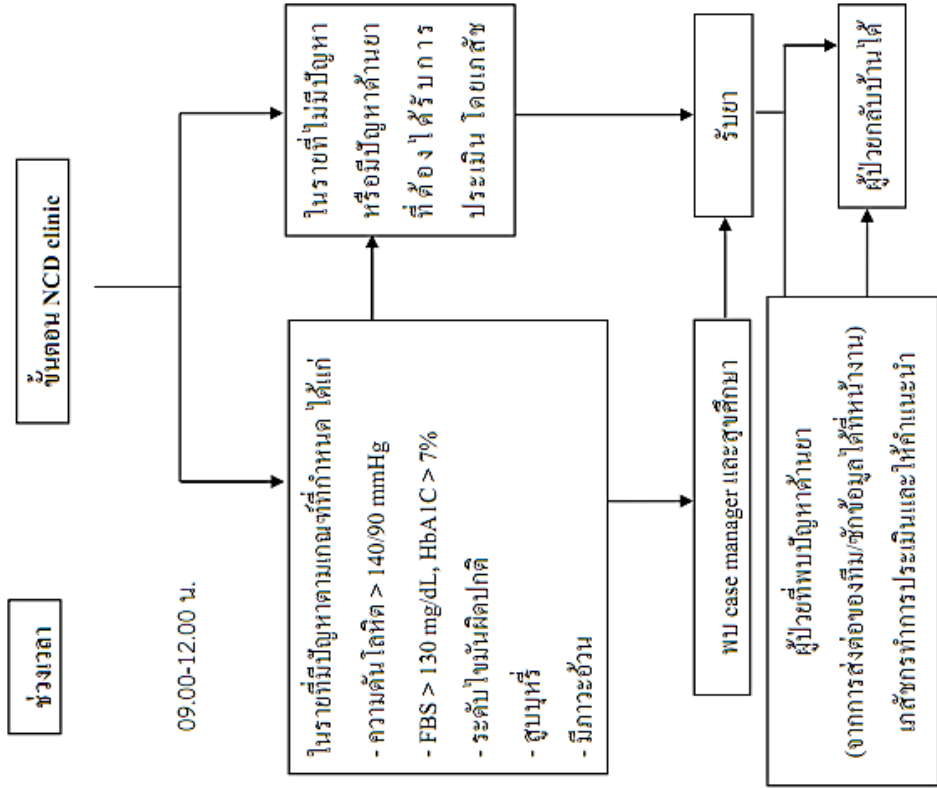 ช่วงเวลา
ขั้นตอน NCD clinic
09.00-12.00 น.
ในรายที่มีปัญหาตามเกณฑ์ที่กำหนด ได้แก่
- ความดันโลหิต > 140/90 mmHg
- FBS > 130 mg/dL, HbA1C > 7%
- ระดับไขมันผิดปกติ
- สูบบุหรี่
- มีภาวะอ้วน
ในรายที่ไม่มีปัญหา
หรือมีปัญหาด้านยา
ที่ต้องได้รับการ
ประเมินโดยเภสัช
พบ case manager และสุขศึกษา
รับยา
ผู้ป่วยที่พบปัญหาด้านยา
(จากการส่งต่อของทีม/ซักข้อมูลได้ที่หน้างาน)
เภสัชกรทำการประเมินและให้คำแนะนำ
ผู้ป่วยกลับบ้านได้